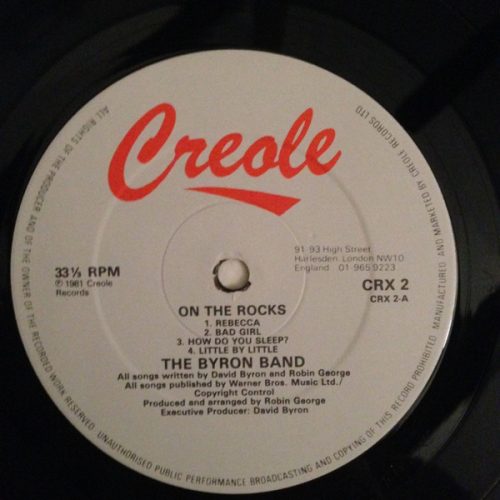 Creole
91-93 High Street
Harlesden, London NW10
England 01-965 9223
33⅓ RPM
℗ 1981 Creole
Records
CRX 2
CRX 2-A
ON THE ROCKS
1. REBECCA
2. BAD GIRL
3. HOW DO YOU SLEEP?
4. LITTLE BY LITTLE
THE BYRON BAND
All songs written by David Byron and Robin George
All songs published by Warner Bros. Music Ltd./
Copyright Control
Produced and arranged by Robin George
Executive Producer: David Byron
ALL RIGHTS OF THE PRODUCER AND OF THE OWNER OF THE RECORDED WORK RESERVED. UNAUTHORISED PUBLIC PERFORMANCE BROADCASTING AND COPYING OF THIS RECORD PROHIBITED. MANUFACTURED AND MARKETED BY CREOLE RECORDS LTD